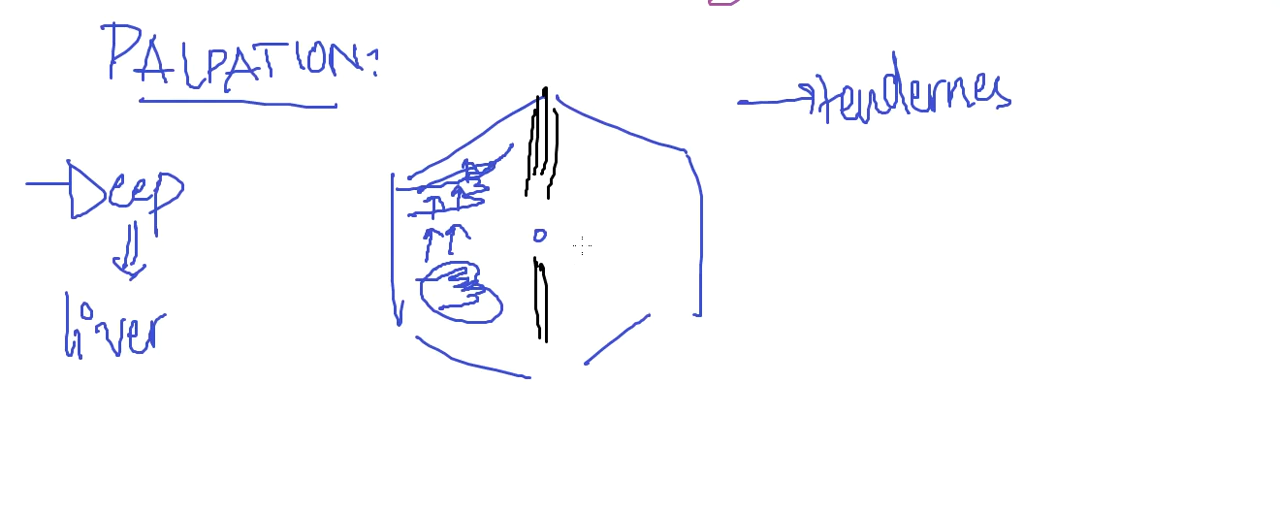 PALPATION:
→ tendernes
- Deep
⇓
liver